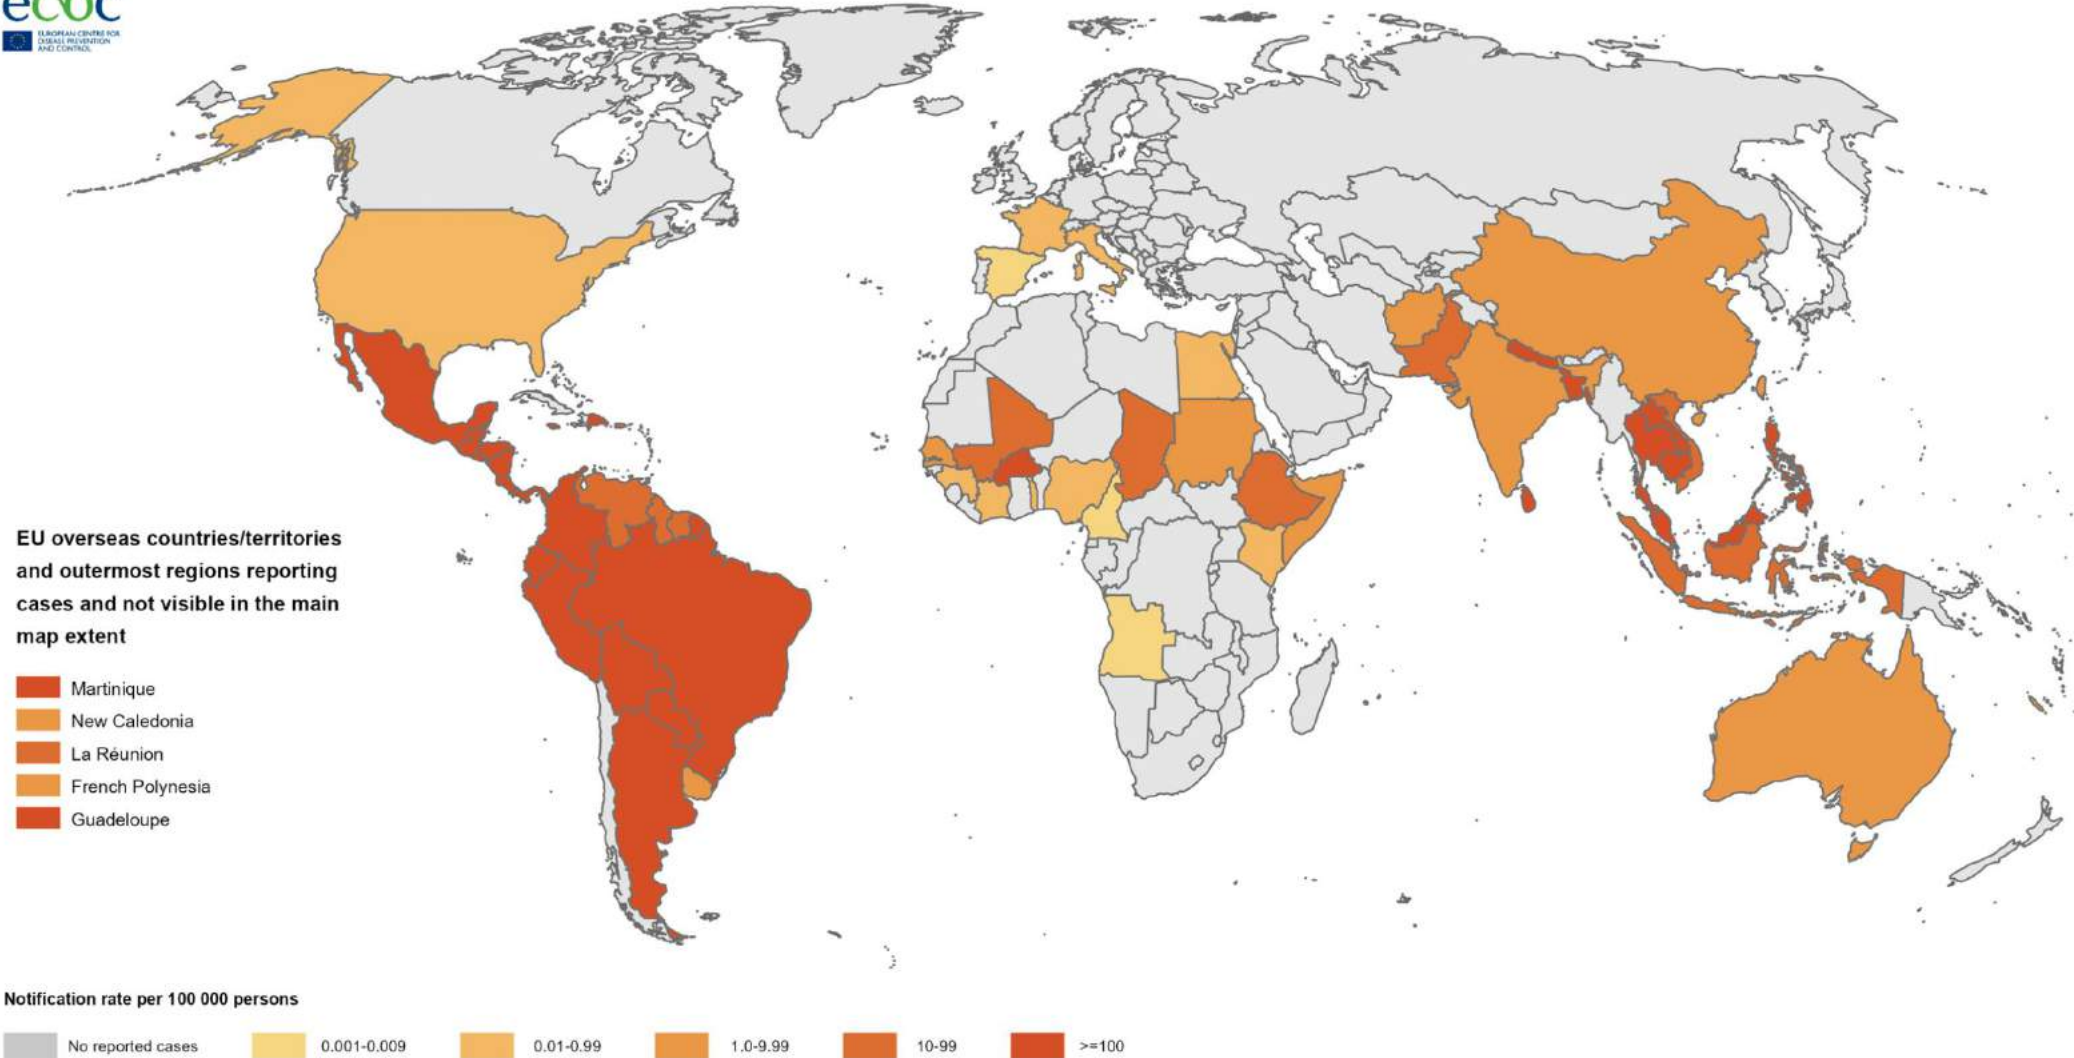 ecdc
EUROPEAN CENTRE FOR
DISEASE PREVENTION
AND CONTROL
EU overseas countries/territories
and outermost regions reporting
cases and not visible in the main
map extent
Martinique
New Caledonia
La Réunion
French Polynesia
Guadeloupe
Notification rate per 100 000 persons
No reported cases 0.001-0.009 0.01-0.99 1.0-9.99 10-99 >=100